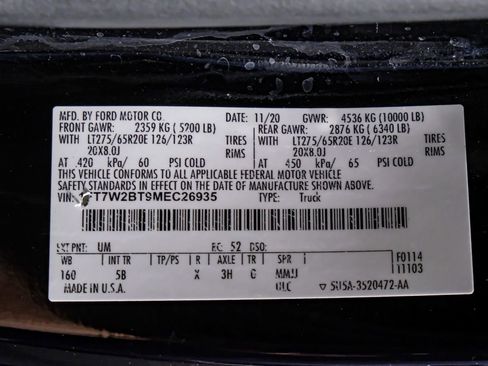 MFD. BY FORD MOTOR CO. DATE: 11/20 GVWR: 4536 KG (10000 LB)
FRONT GAWR: 2359 KG (5200 LB) REAR GAWR: 2876 KG (6340 LB)
LT275/65R20E 126/123R TIRES LT275/65R20E 126/123R TIRES
20X8.0J RIMS 20X8.0J RIMS
AT 420 kPa/ 60 PSI COLD AT 450 kPa/ 65 PSI COLD
THIS VEHICLE CONFORMS TO ALL APPLICABLE FEDERAL MOTOR VEHICLE
SAFETY STANDARDS IN EFFECT ON THE DATE OF MANUFACTURE SHOWN ABOVE.
VIN: T7W2BT9MEC26935 TYPE: Truck
EXT PNT: UM RC: 52 DSO:
WB INT TR TP/PS R AXLE TR SPR F0114
160 5B X 3H G 11103
MADE IN U.S.A. ULC 5U5A-3520472-AA